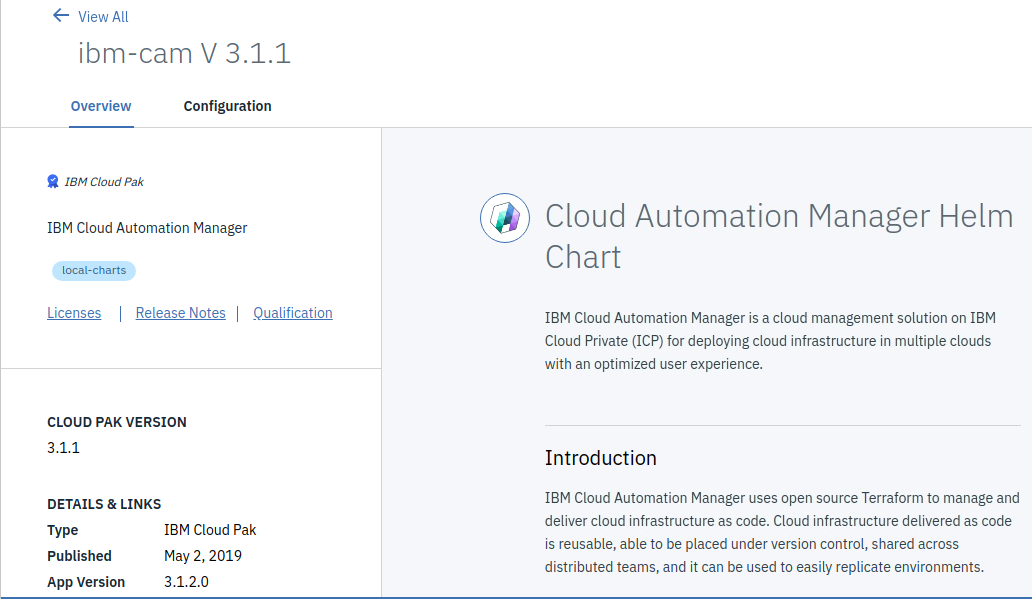 View All
ibm-cam V 3.1.1
Overview
Configuration
IBM Cloud Pak
IBM Cloud Automation Manager
local-charts
Licenses | Release Notes | Qualification
CLOUD PAK VERSION
3.1.1
DETAILS & LINKS
Type IBM Cloud Pak
Published May 2, 2019
App Version 3.1.2.0
Cloud Automation Manager Helm
Chart
IBM Cloud Automation Manager is a cloud management solution on IBM
Cloud Private (ICP) for deploying cloud infrastructure in multiple clouds
with an optimized user experience.
Introduction
IBM Cloud Automation Manager uses open source Terraform to manage and
deliver cloud infrastructure as code. Cloud infrastructure delivered as code
is reusable, able to be placed under version control, shared across
distributed teams, and it can be used to easily replicate environments.